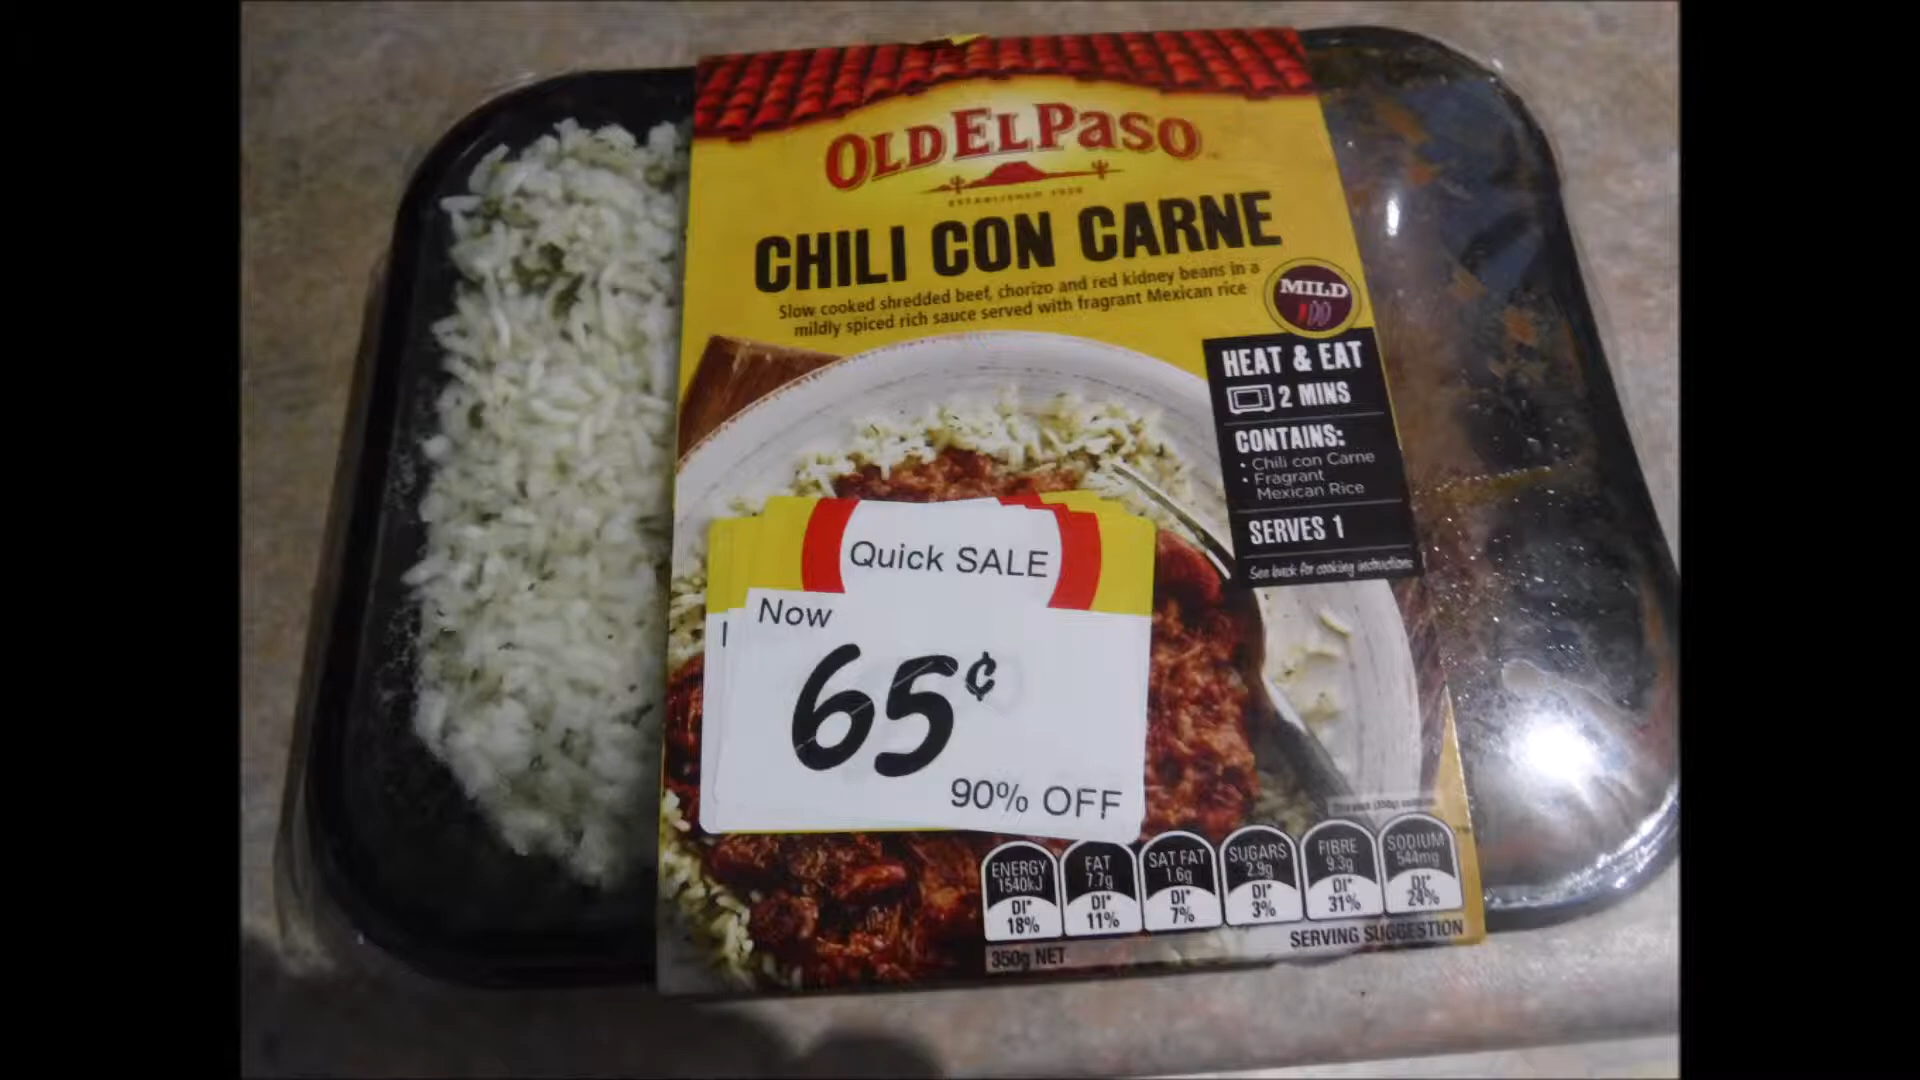 OLD EL PASO
ESTABLISHED 1938
CHILI CON CARNE
Slow cooked shredded beef, chorizo and red kidney beans in a
mildly spiced rich sauce served with fragrant Mexican rice
MILD
HEAT & EAT
2 MINS
CONTAINS:
• Chili con Carne
• Fragrant
Mexican Rice
SERVES 1
See back for cooking instructions
Quick SALE
Now
65¢
90% OFF
ENERGY
1540kJ
DI*
18%
FAT
7.7g
DI*
11%
SAT FAT
1.6g
DI*
7%
SUGARS
2.9g
DI*
3%
FIBRE
9.3g
DI*
31%
SODIUM
544mg
DI*
24%
SERVING SUGGESTION
350g NET